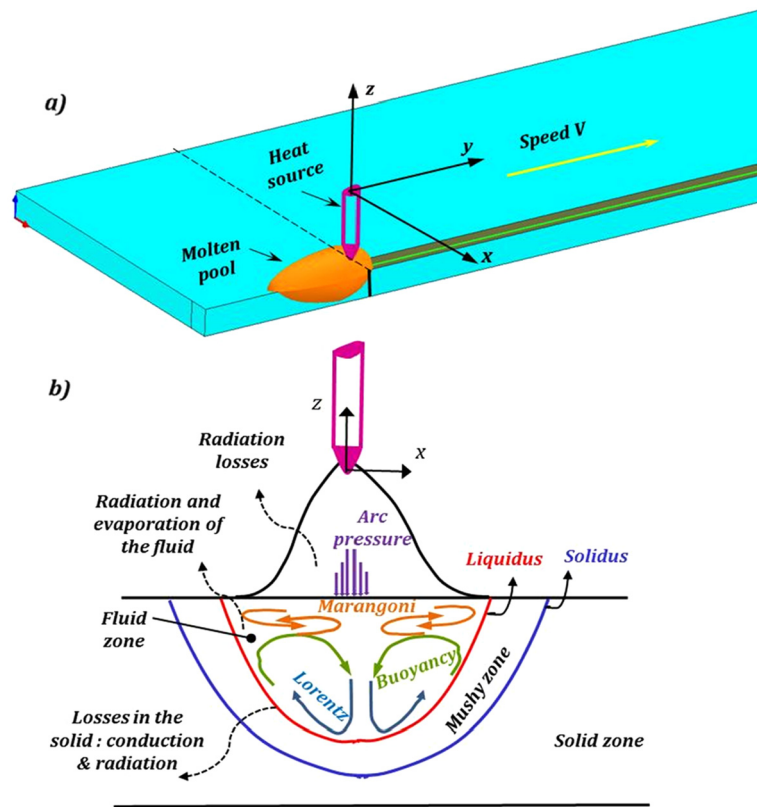 a)
z
Heat
source
y
Speed V
Molten
pool
x
b)
z
x
Radiation
losses
Radiation and
evaporation of
the fluid
Arc
pressure
Liquidus
Solidus
Marangoni
Fluid
zone
Buoyancy
Lorentz
Mushy zone
Losses in the
solid : conduction
& radiation
Solid zone